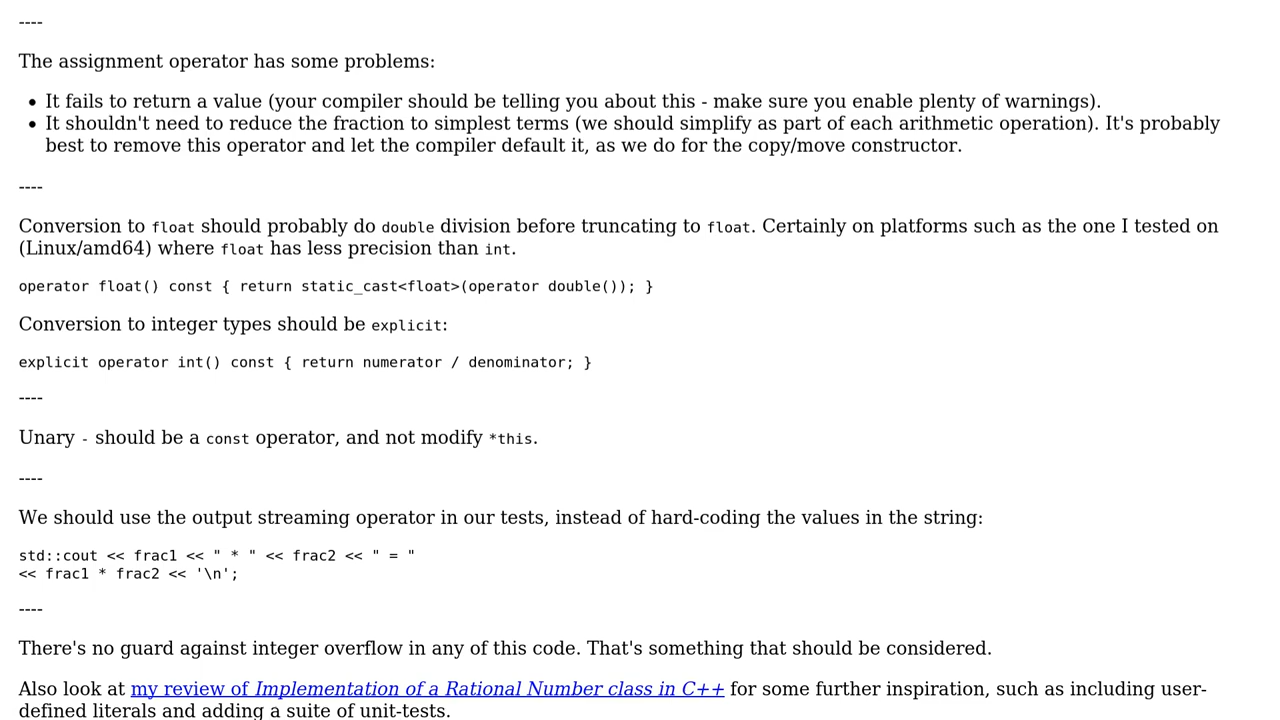 ----
The assignment operator has some problems:
• It fails to return a value (your compiler should be telling you about this - make sure you enable plenty of warnings).
• It shouldn't need to reduce the fraction to simplest terms (we should simplify as part of each arithmetic operation). It's probably
best to remove this operator and let the compiler default it, as we do for the copy/move constructor.
----
Conversion to float should probably do double division before truncating to float. Certainly on platforms such as the one I tested on
(Linux/amd64) where float has less precision than int.
operator float() const { return static_cast<float>(operator double()); }
Conversion to integer types should be explicit:
explicit operator int() const { return numerator / denominator; }
----
Unary - should be a const operator, and not modify *this.
----
We should use the output streaming operator in our tests, instead of hard-coding the values in the string:
std::cout << frac1 << " * " << frac2 << " = "
<< frac1 * frac2 << '\n';
----
There's no guard against integer overflow in any of this code. That's something that should be considered.
Also look at my review of Implementation of a Rational Number class in C++ for some further inspiration, such as including user-
defined literals and adding a suite of unit-tests.